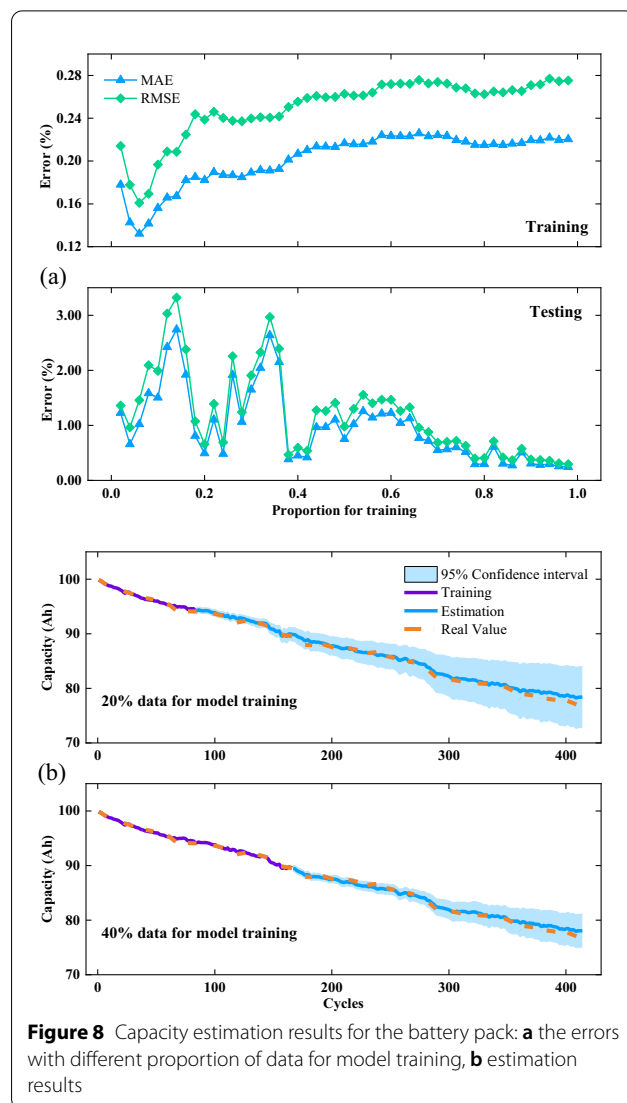 0.28
0.24
0.20
0.16
0.12
Error (%)
MAE
RMSE
Training
(a)
3.00
2.00
1.00
0.00
Error (%)
Testing
0.0 0.2 0.4 0.6 0.8 1.0
Proportion for training
100
90
80
70
Capacity (Ah)
95% Confidence interval
Training
Estimation
Real Value
20% data for model training
0 100 200 300 400
(b)
100
90
80
70
Capacity (Ah)
40% data for model training
0 100 200 300 400
Cycles
Figure 8 Capacity estimation results for the battery pack: a the errors
with different proportion of data for model training, b estimation
results